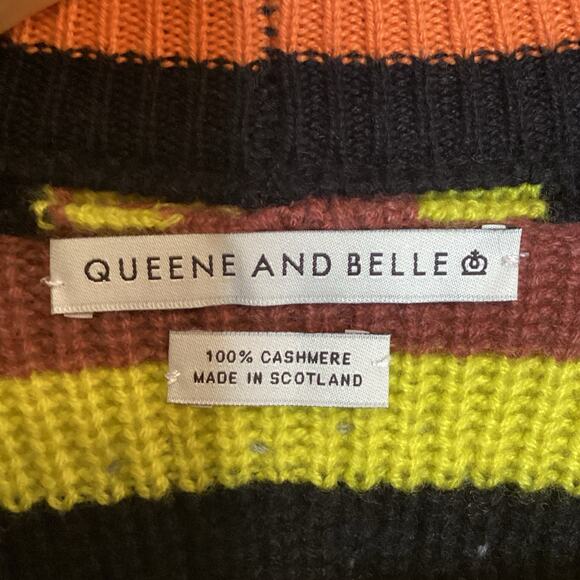 QUEENE AND BELLE
100% CASHMERE
MADE IN SCOTLAND